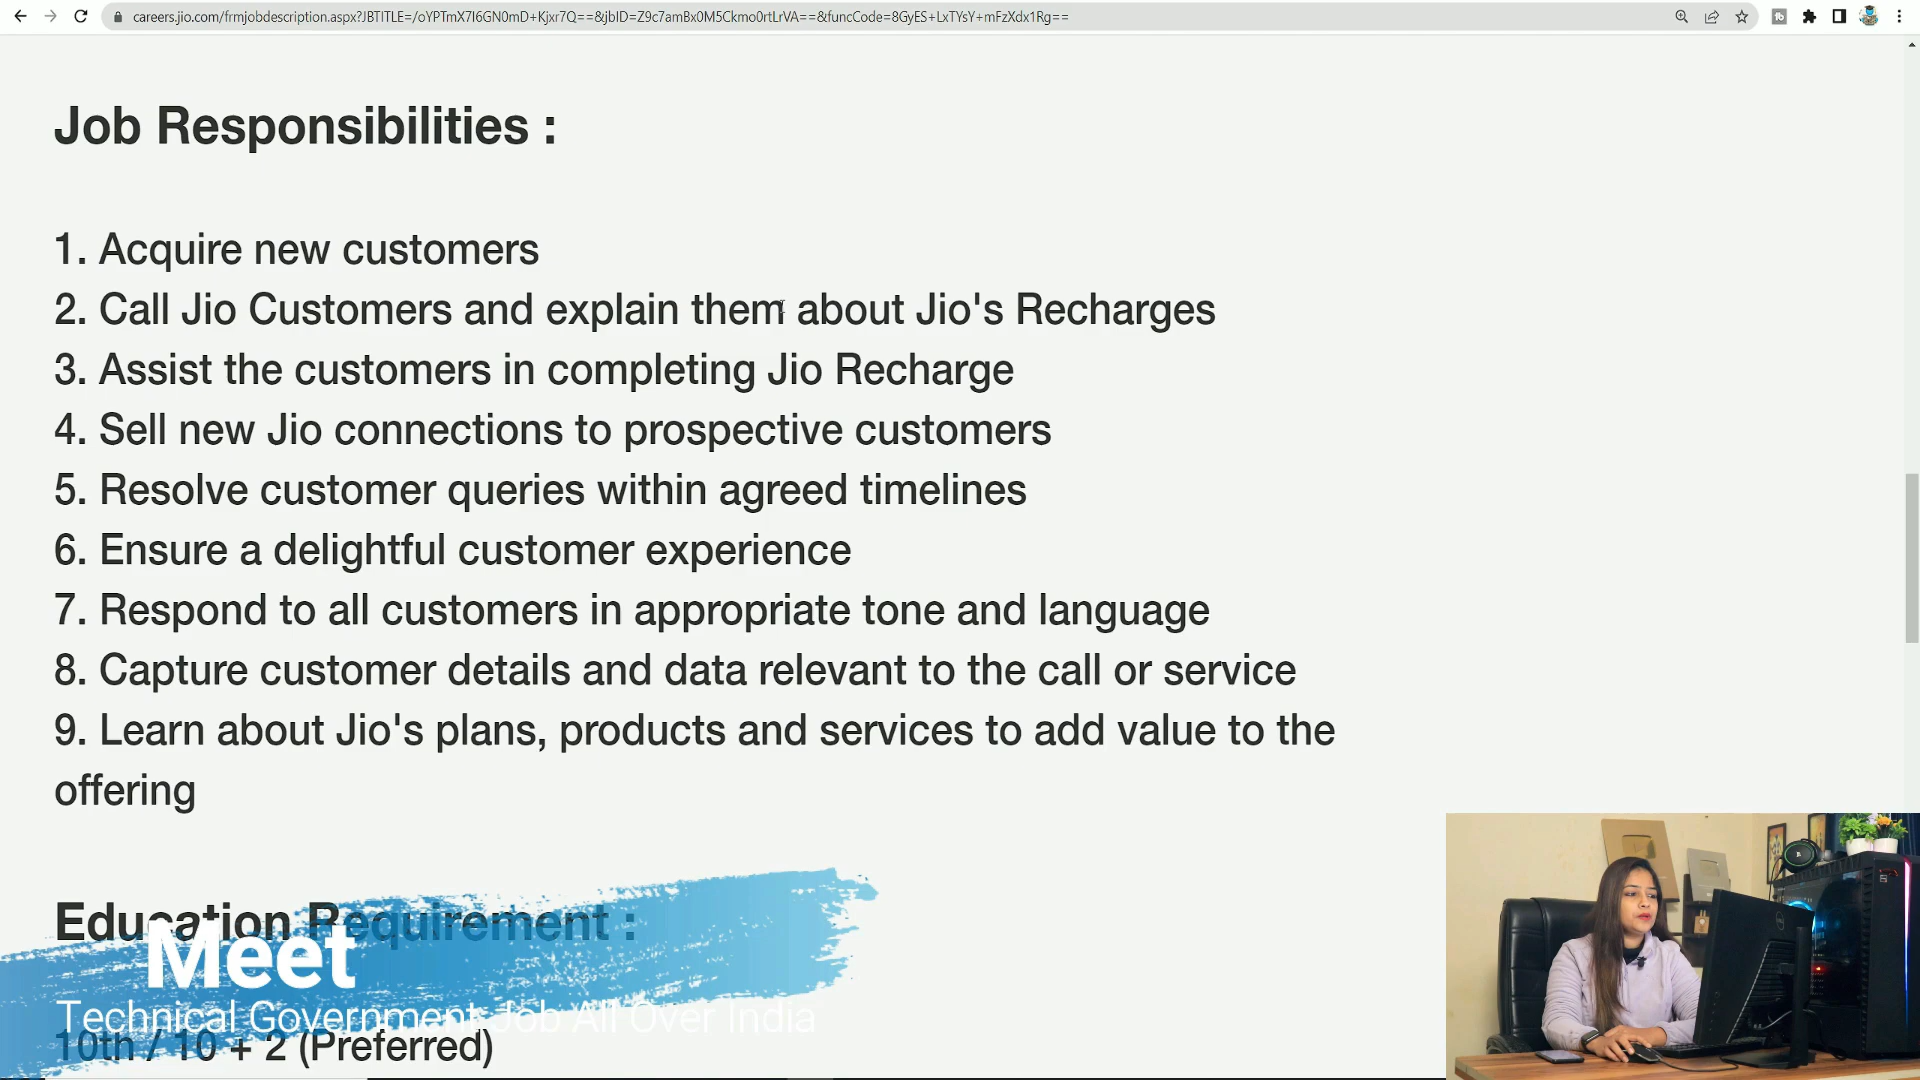 careers.jio.com/frmjobdescription.aspx?JBTITLE=/oYPTmX7I6GN0mD+Kjxr7Q==&jbID=Z9c7amBx0M5Ckmo0rtLrVA==&funcCode=8GyES+LxTYsY+mFzXdx1Rg==
Job Responsibilities :
1. Acquire new customers
2. Call Jio Customers and explain them about Jio's Recharges
3. Assist the customers in completing Jio Recharge
4. Sell new Jio connections to prospective customers
5. Resolve customer queries within agreed timelines
6. Ensure a delightful customer experience
7. Respond to all customers in appropriate tone and language
8. Capture customer details and data relevant to the call or service
9. Learn about Jio's plans, products and services to add value to the
offering
Education Requirement :
Meet
Technical Government Job All Over India
10th / 10 + 2 (Preferred)